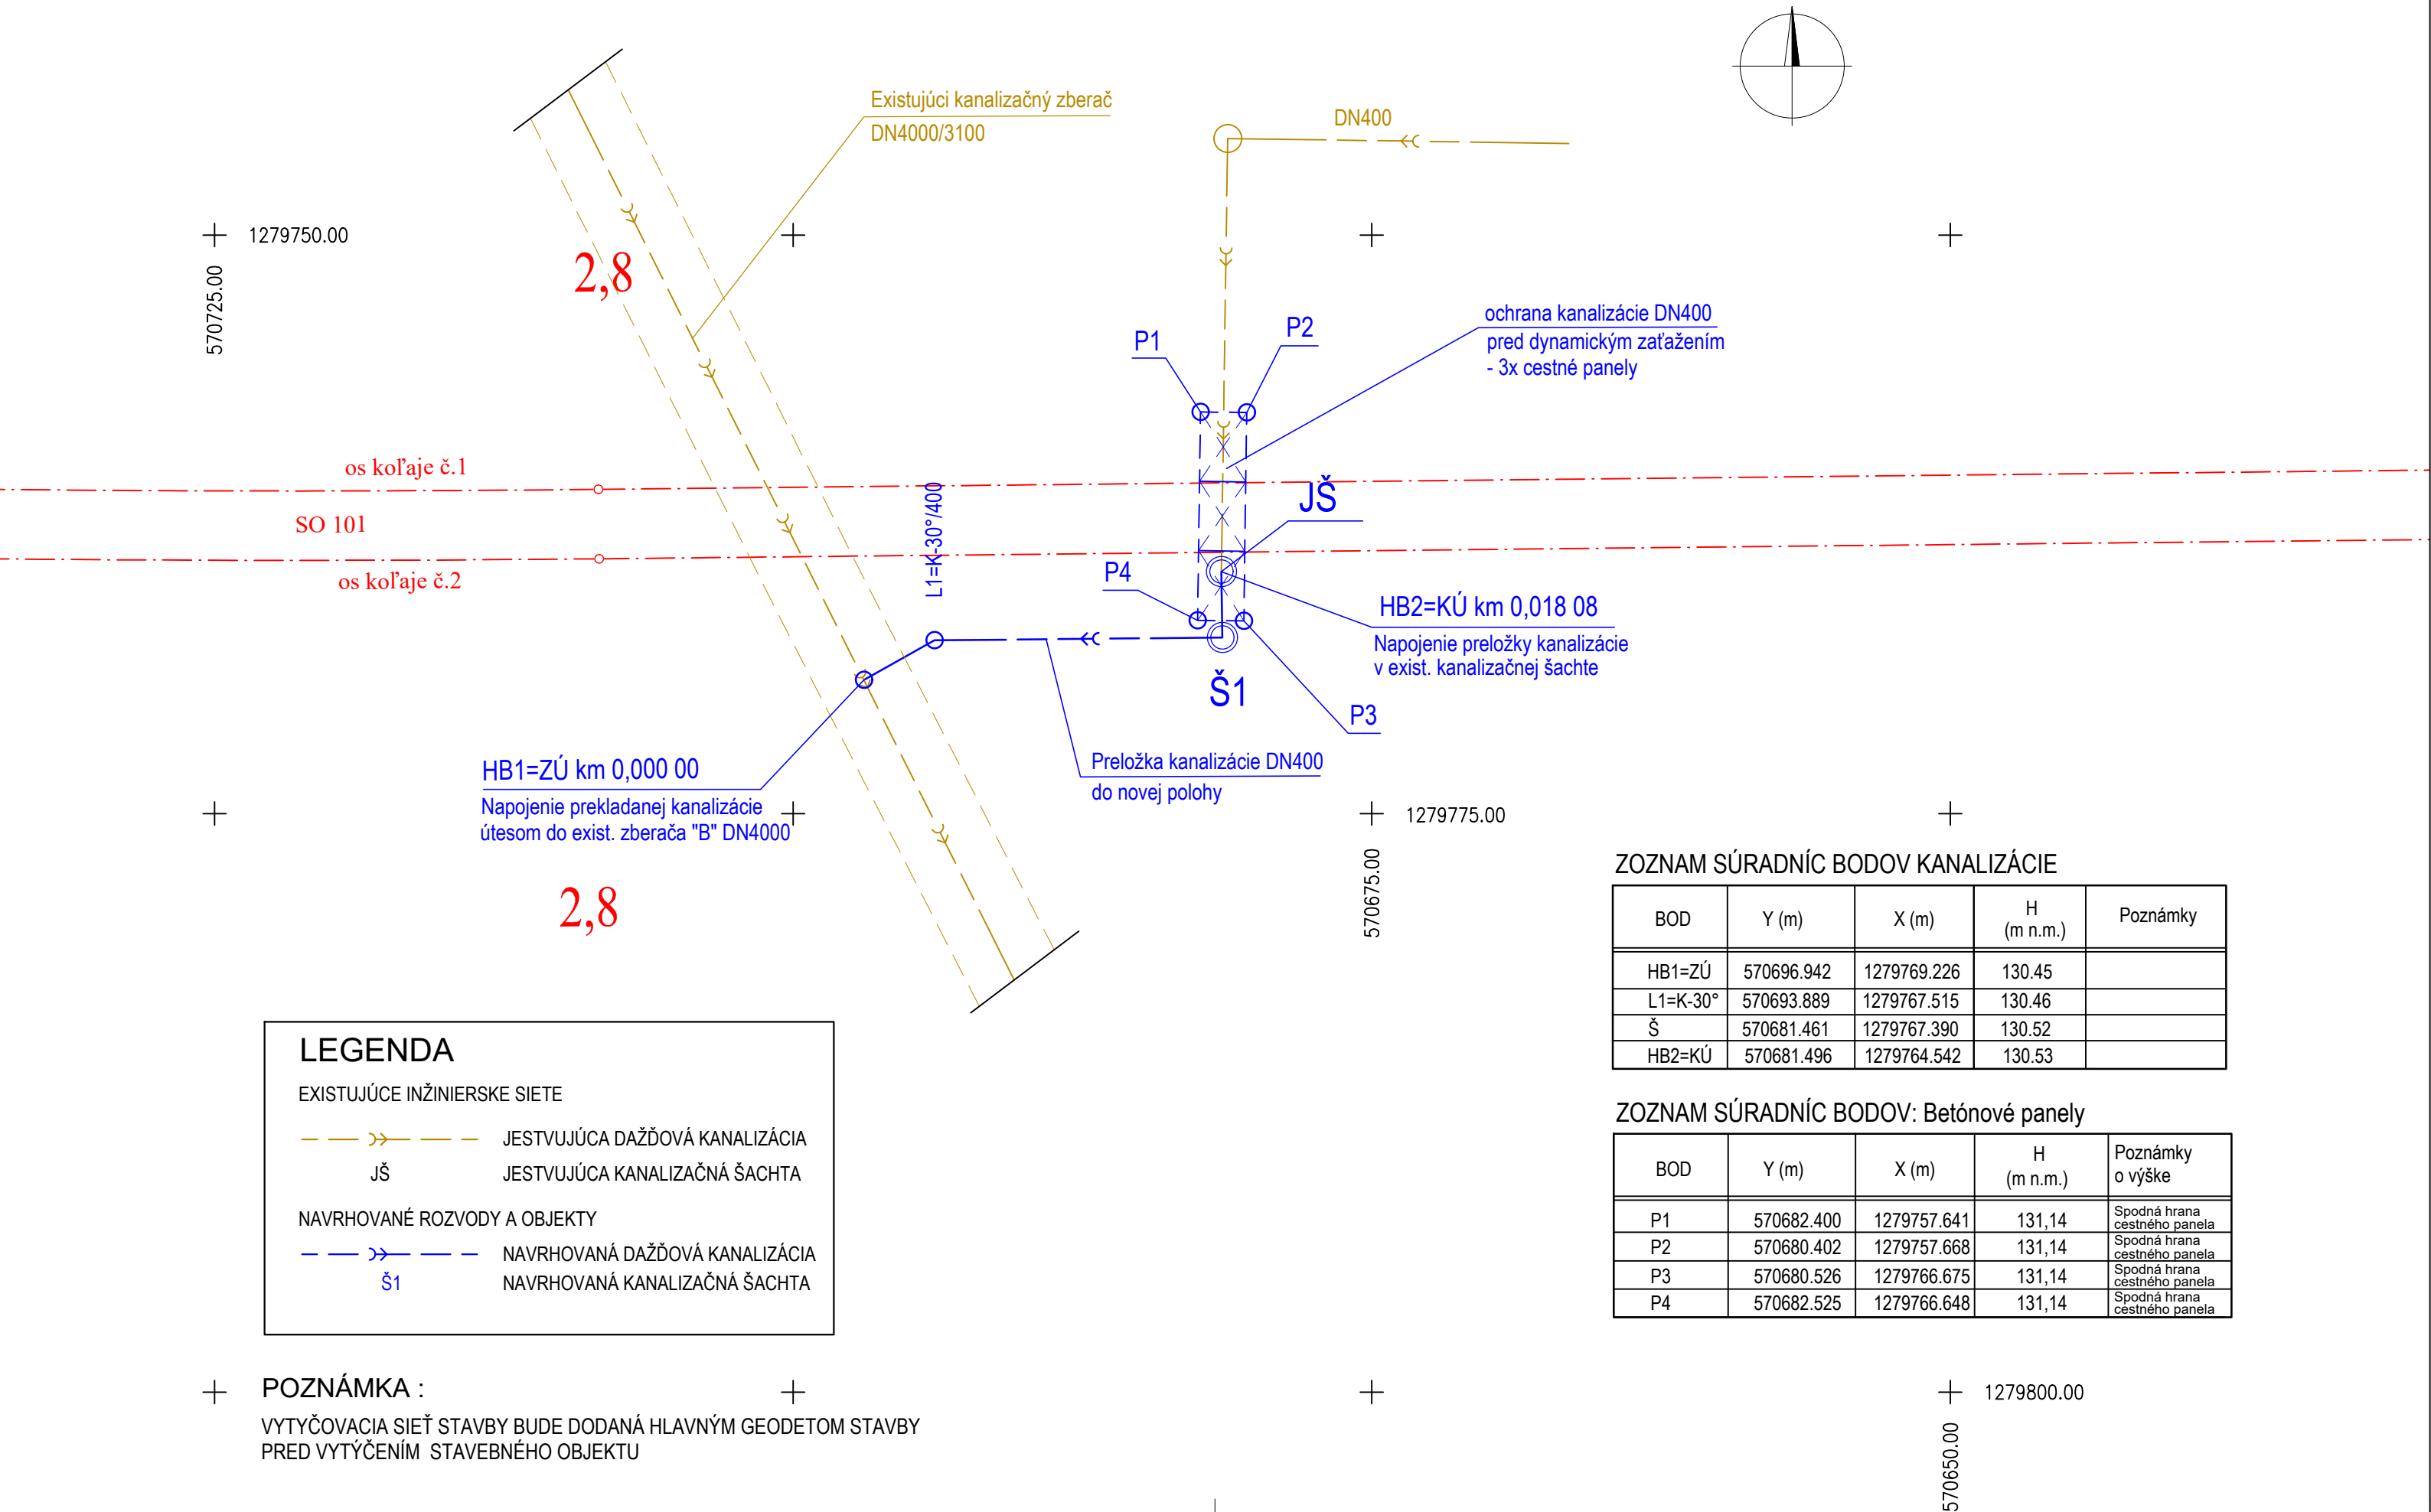 Existujúci kanalizačný zberač
DN4000/3100
DN400
1279750.00
570725.00
2,8
P1
P2
ochrana kanalizácie DN400
pred dynamickým zaťažením
- 3x cestné panely
os koľaje č.1
SO 101
os koľaje č.2
L1=K-30°/400
JŠ
P4
HB2=KÚ km 0,018 08
Napojenie preložky kanalizácie
v exist. kanalizačnej šachte
Š1
P3
HB1=ZÚ km 0,000 00
Napojenie prekladanej kanalizácie
útesom do exist. zberača "B" DN4000
Preložka kanalizácie DN400
do novej polohy
1279775.00
570675.00
2,8
ZOZNAM SÚRADNÍC BODOV KANALIZÁCIE
BOD Y (m) X (m) H (m n.m.) Poznámky
HB1=ZÚ 570696.942 1279769.226 130.45
L1=K-30° 570693.889 1279767.515 130.46
Š 570681.461 1279767.390 130.52
HB2=KÚ 570681.496 1279764.542 130.53
ZOZNAM SÚRADNÍC BODOV: Betónové panely
BOD Y (m) X (m) H (m n.m.) Poznámky o výške
P1 570682.400 1279757.641 131,14 Spodná hrana cestného panela
P2 570680.402 1279757.668 131,14 Spodná hrana cestného panela
P3 570680.526 1279766.675 131,14 Spodná hrana cestného panela
P4 570682.525 1279766.648 131,14 Spodná hrana cestného panela
LEGENDA
EXISTUJÚCE INŽINIERSKE SIETE
JESTVUJÚCA DAŽĎOVÁ KANALIZÁCIA
JŠ JESTVUJÚCA KANALIZAČNÁ ŠACHTA
NAVRHOVANÉ ROZVODY A OBJEKTY
NAVRHOVANÁ DAŽĎOVÁ KANALIZÁCIA
Š1 NAVRHOVANÁ KANALIZAČNÁ ŠACHTA
POZNÁMKA :
VYTYČOVACIA SIEŤ STAVBY BUDE DODANÁ HLAVNÝM GEODETOM STAVBY
PRED VYTÝČENÍM STAVEBNÉHO OBJEKTU
1279800.00
570650.00